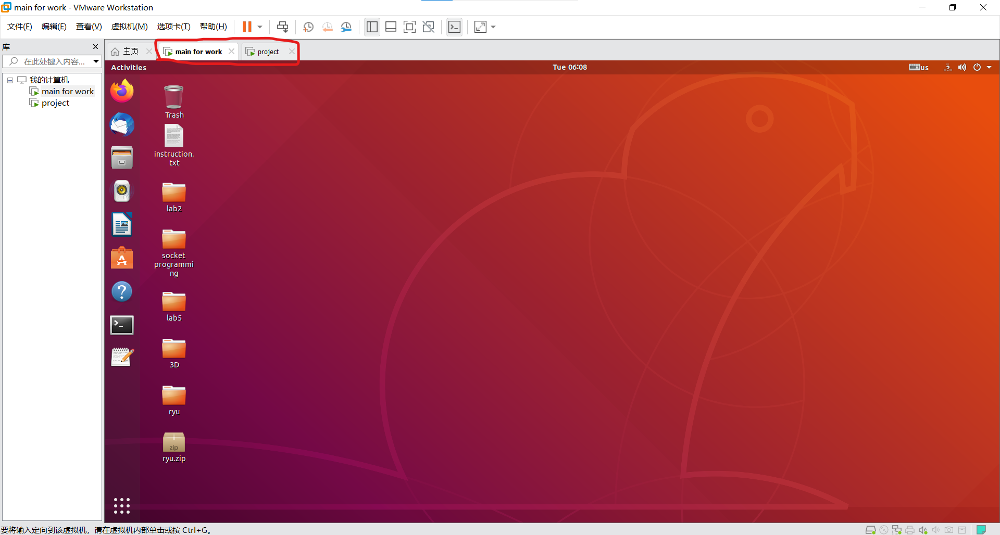 main for work - VMware Workstation
文件(F) 编辑(E) 查看(V) 虚拟机(M) 选项卡(T) 帮助(H)
库
在此处键入内容...
我的计算机
main for work
project
主页 main for work project
Activities Tue 06:08 us
Trash
instruction.
txt
lab2
socket
programmi
ng
lab5
3D
ryu
zip
ryu.zip
要将输入定向到该虚拟机，请在虚拟机内部单击或按 Ctrl+G。